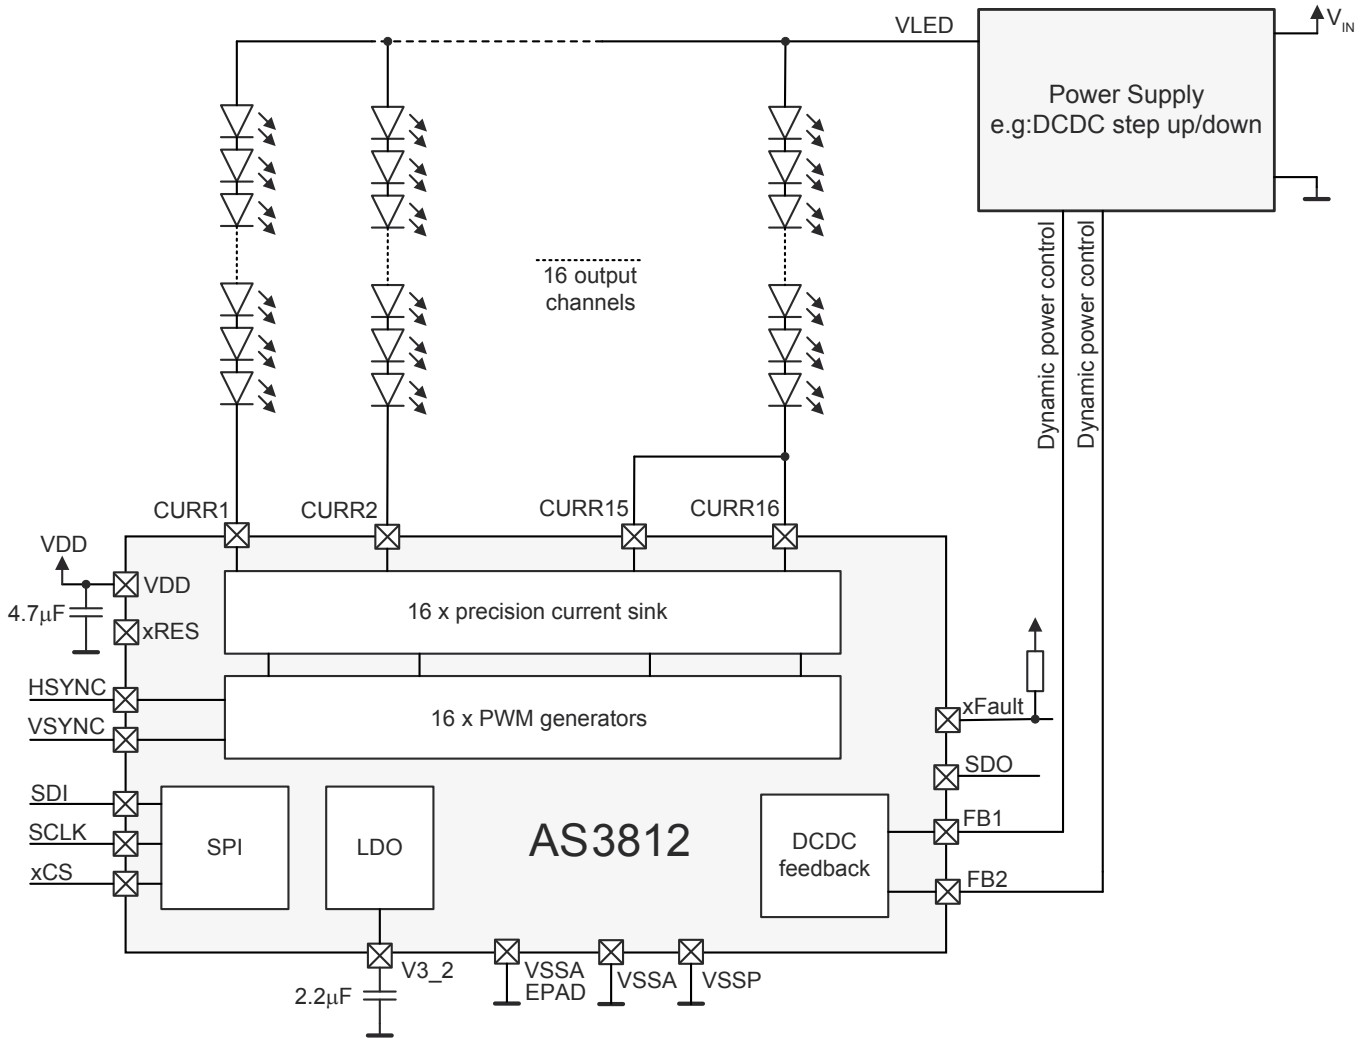 VLED
V_IN
Power Supply
e.g:DCDC step up/down
16 output
channels
Dynamic power control
Dynamic power control
CURR1
CURR2
CURR15
CURR16
VDD
VDD
4.7μF
xRES
16 x precision current sink
HSYNC
VSYNC
16 x PWM generators
xFault
SDO
SDI
SCLK
xCS
SPI
LDO
AS3812
DCDC
feedback
FB1
FB2
V3_2
2.2μF
VSSA
EPAD
VSSA
VSSP